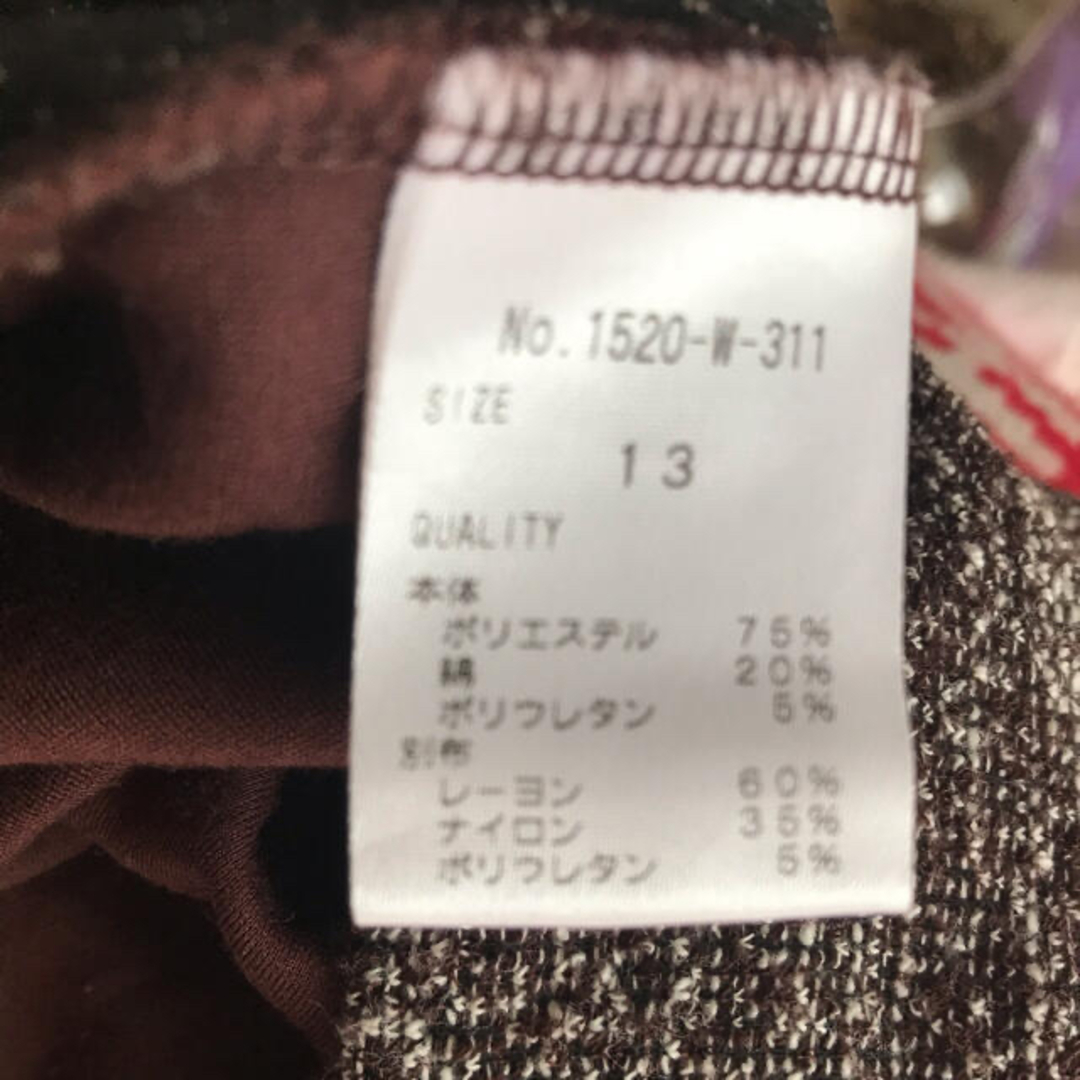 No.1520-W-311
SIZE
13
QUALITY
本体
ポリエステル 75%
綿 20%
ポリウレタン 5%
別布
レーヨン 60%
ナイロン 35%
ポリウレタン 5%